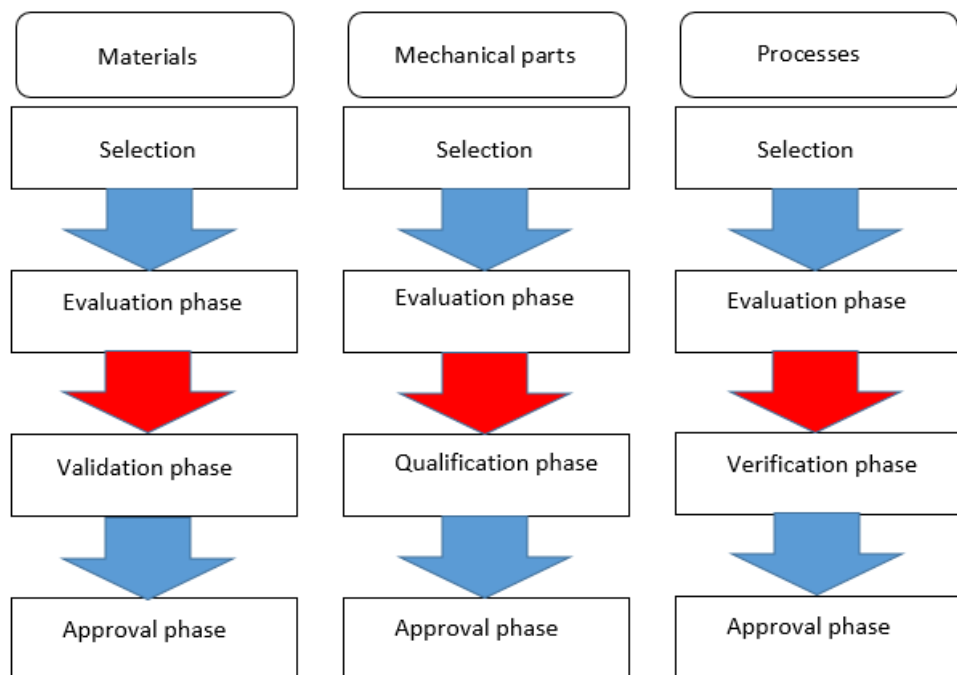 Materials
Mechanical parts
Processes
Selection
Selection
Selection
Evaluation phase
Evaluation phase
Evaluation phase
Validation phase
Qualification phase
Verification phase
Approval phase
Approval phase
Approval phase